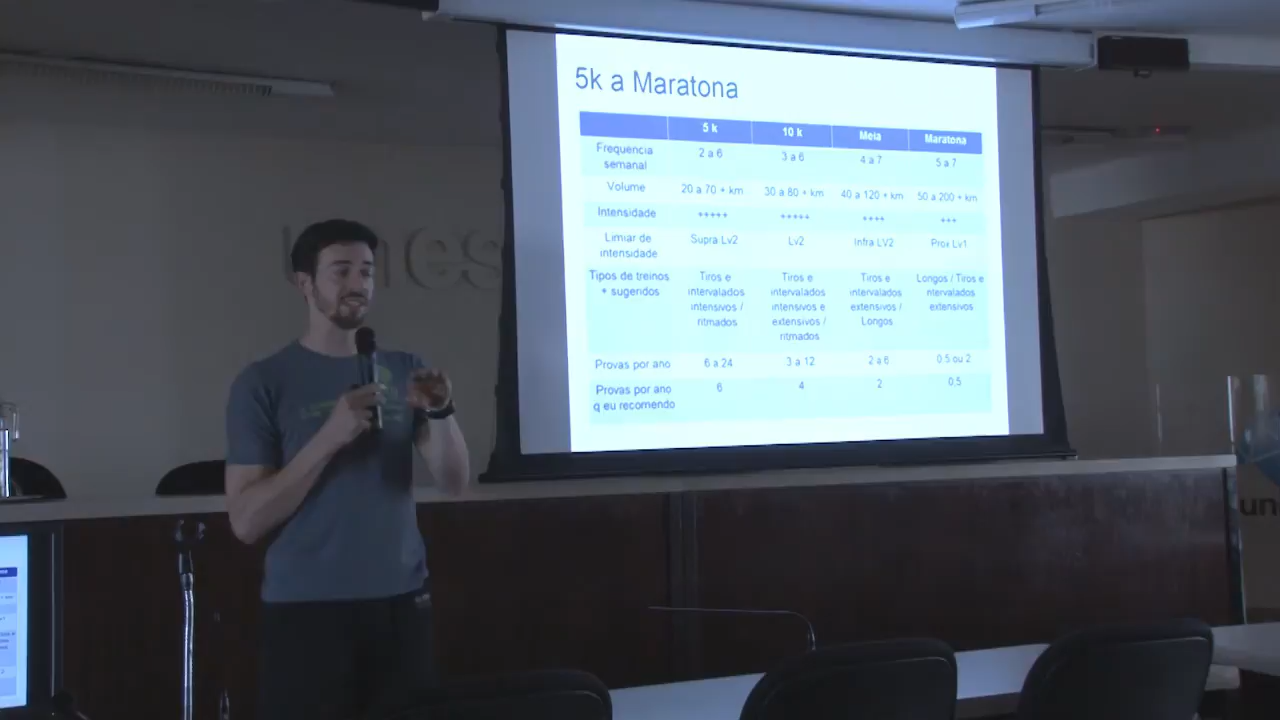 5k a Maratona
5 k 10 k Meia Maratona
Frequencia semanal 2 a 6 3 a 6 4 a 7 5 a 7
Volume 20 a 70 + km 30 a 80 + km 40 a 120 + km 50 a 200 + km
Intensidade +++++ +++++ ++++ +++
Limiar de intensidade Supra Lv2 Lv2 Infra LV2 Prox Lv1
Tipos de treinos + sugeridos Tiros e intervalados intensivos / ritmados Tiros e intervalados intensivos e extensivos / ritmados Tiros e intervalados extensivos / Longos Longos / Tiros e ntervalados extensivos
Provas por ano 6 a 24 3 a 12 2 a 6 0 5 ou 2
Provas por ano q eu recomendo 6 4 2 0,5
un